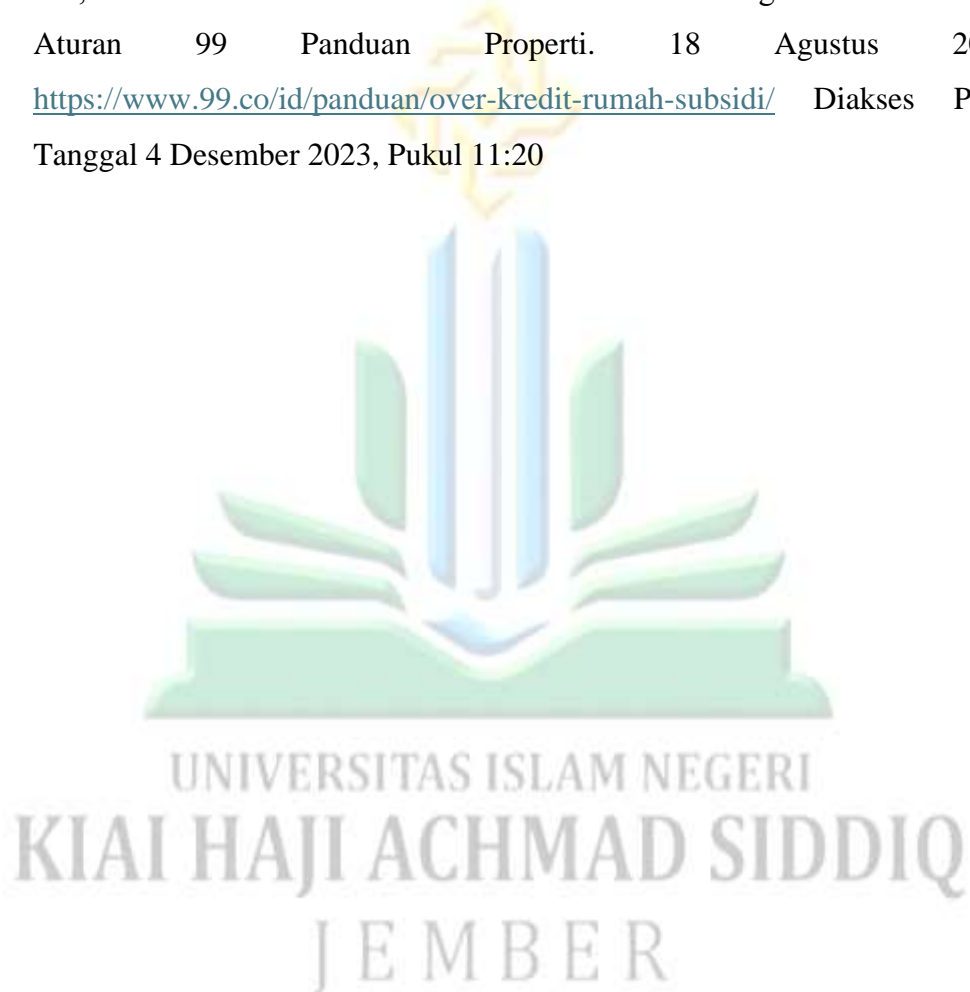 Aturan 99 Panduan Properti. 18 Agustus
https://www.99.co/id/panduan/over-kredit-rumah-subsidi/ Diakses
Tanggal 4 Desember 2023, Pukul 11:20
UNIVERSITAS ISLAM NEGERI
KIAI HAJI ACHMAD SIDDIQ
JEMBER